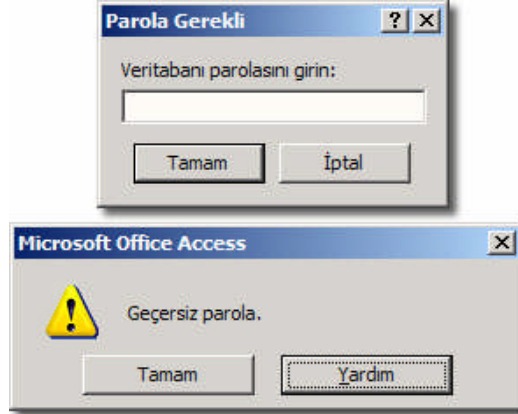 Parola Gerekli
Veritabanı parolasını girin:
Tamam İptal
Microsoft Office Access
Geçersiz parola.
Tamam Yardım